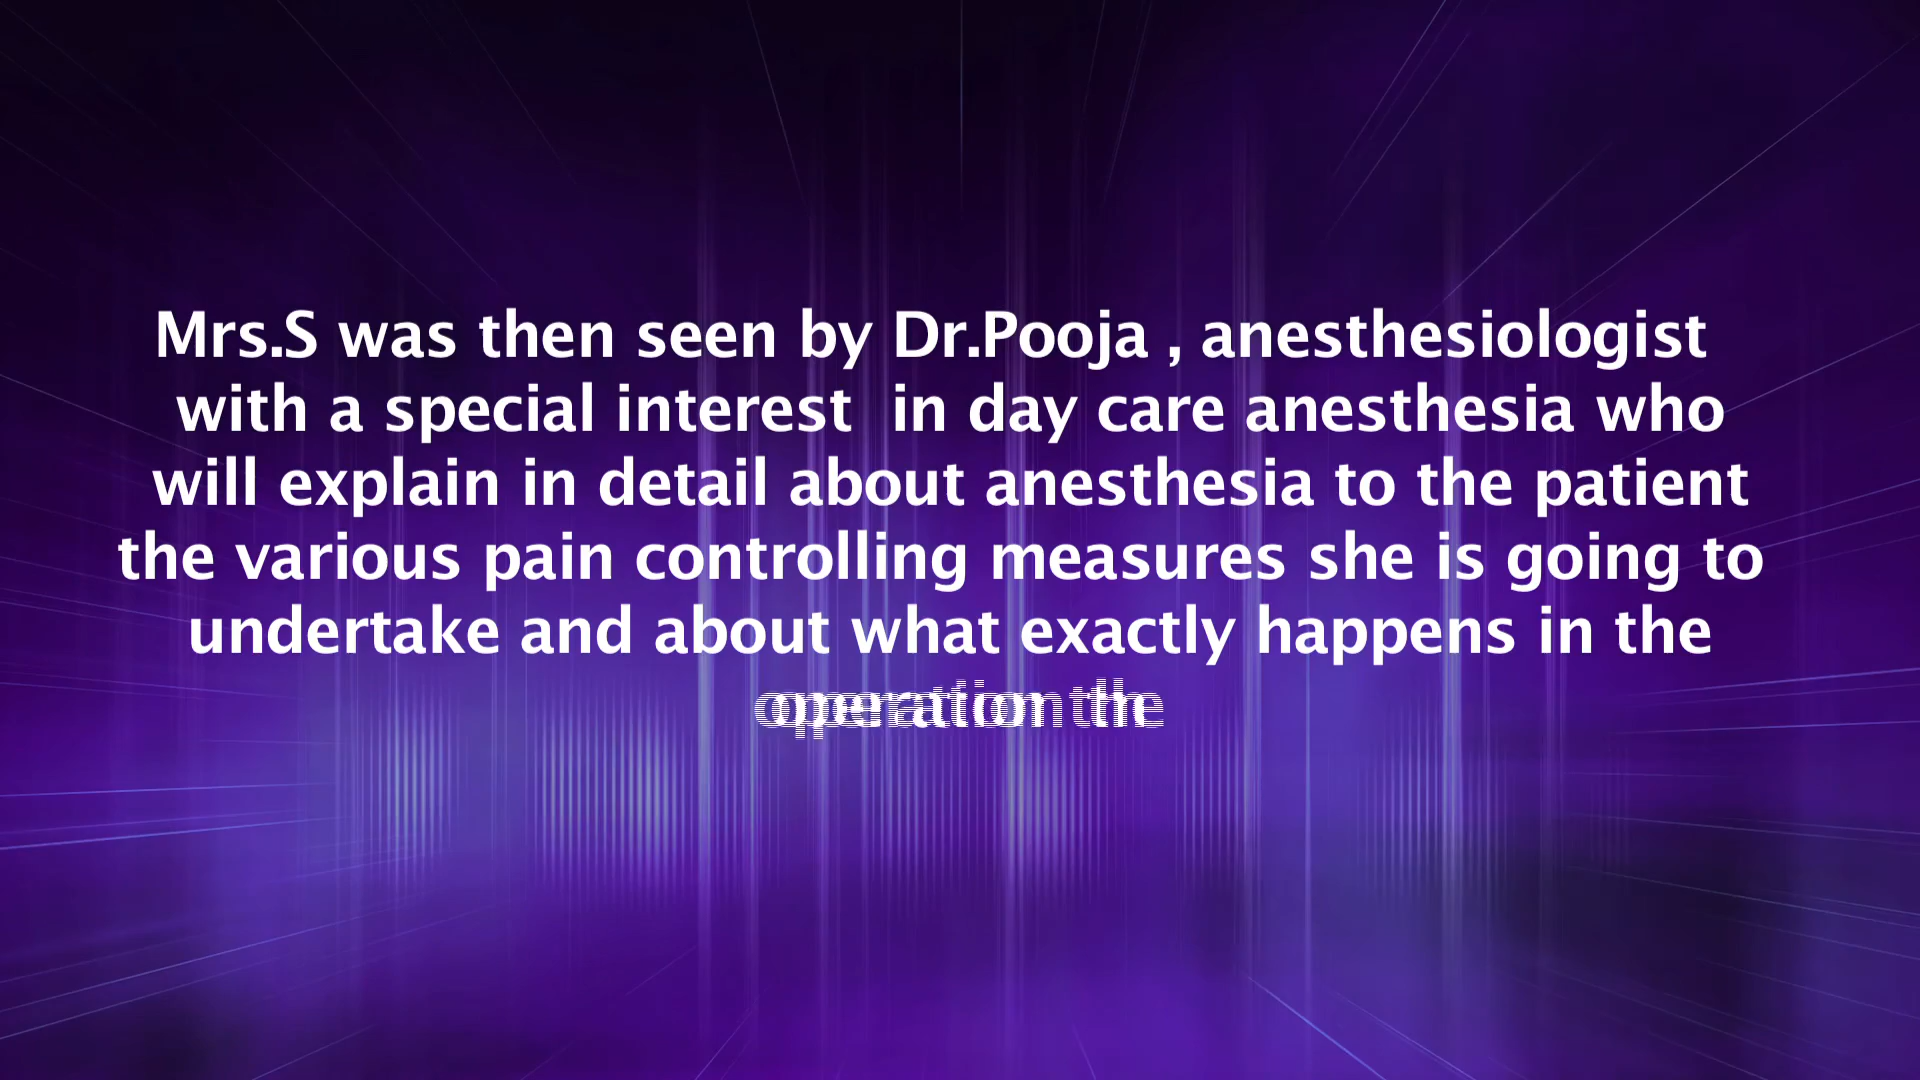 Mrs.S was then seen by Dr.Pooja , anesthesiologist
with a special interest  in day care anesthesia who
will explain in detail about anesthesia to the patient
the various pain controlling measures she is going to
undertake and about what exactly happens in the
operation